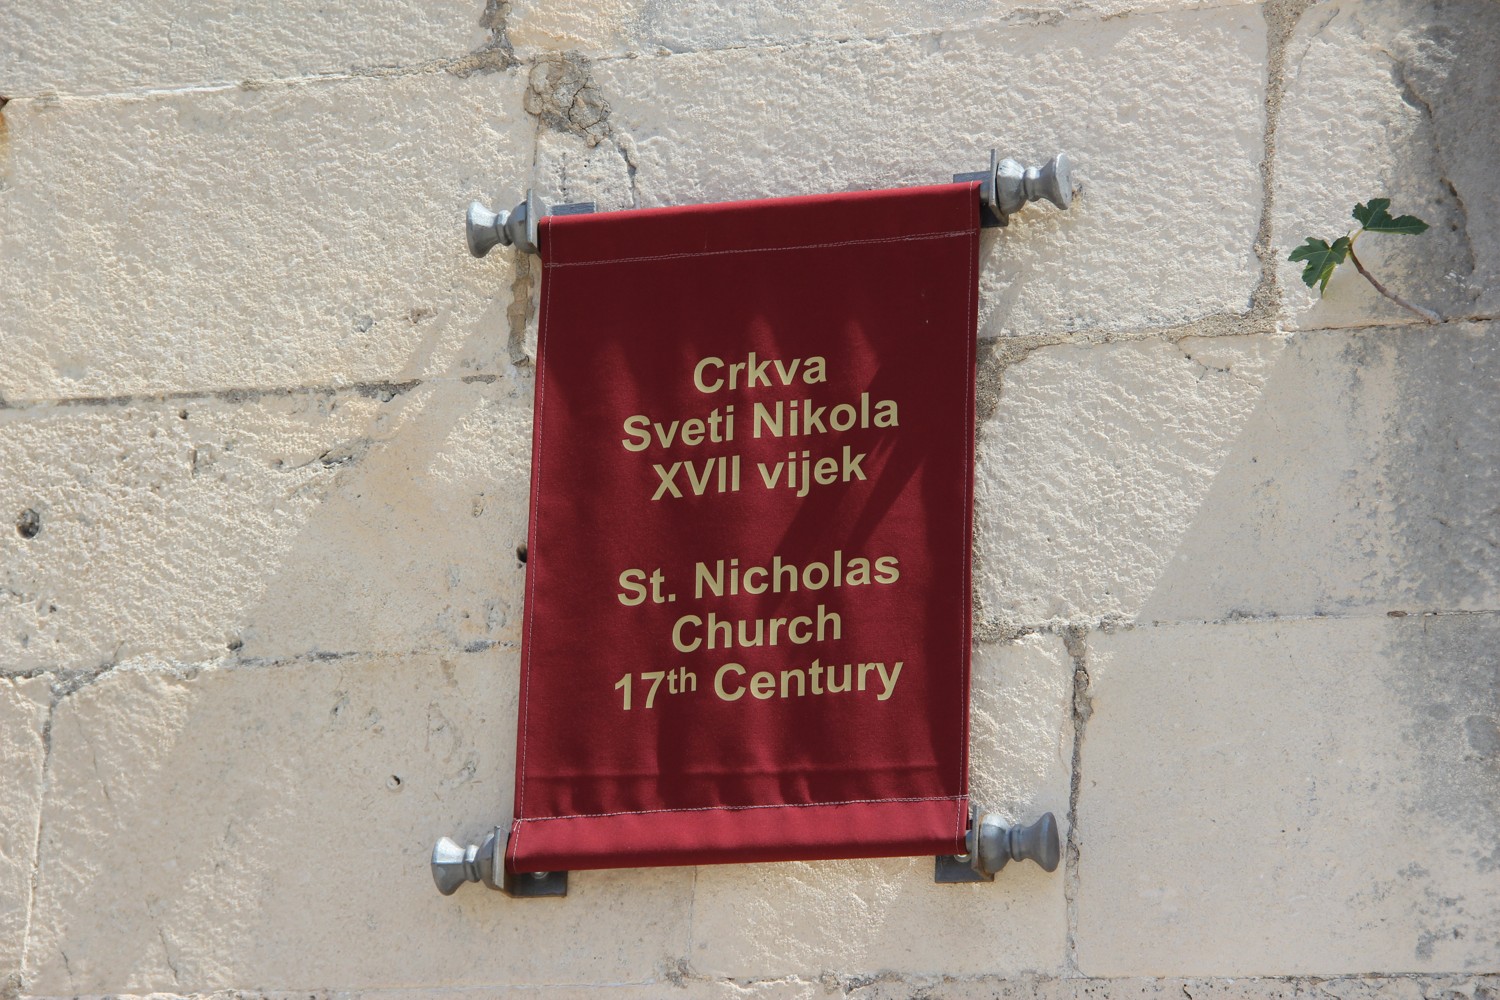 Crkva
Sveti Nikola
XVII vijek
St. Nicholas
Church
17th Century